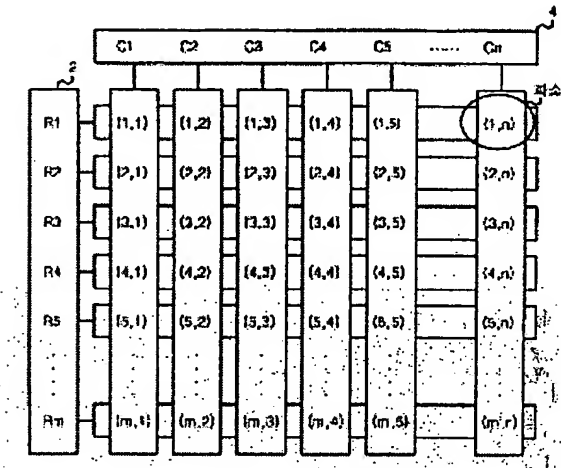 4
C1 C2 C3 C4 C5 ...... Cn
2
화소
R1 (1,1) (1,2) (1,3) (1,4) (1,5) (1,n)
R2 (2,1) (2,2) (2,3) (2,4) (2,5) (2,n)
R3 (3,1) (3,2) (3,3) (3,4) (3,5) (3,n)
R4 (4,1) (4,2) (4,3) (4,4) (4,5) (4,n)
R5 (5,1) (5,2) (5,3) (5,4) (5,5) (5,n)
Rm (m,1) (m,2) (m,3) (m,4) (m,5) (m,n)